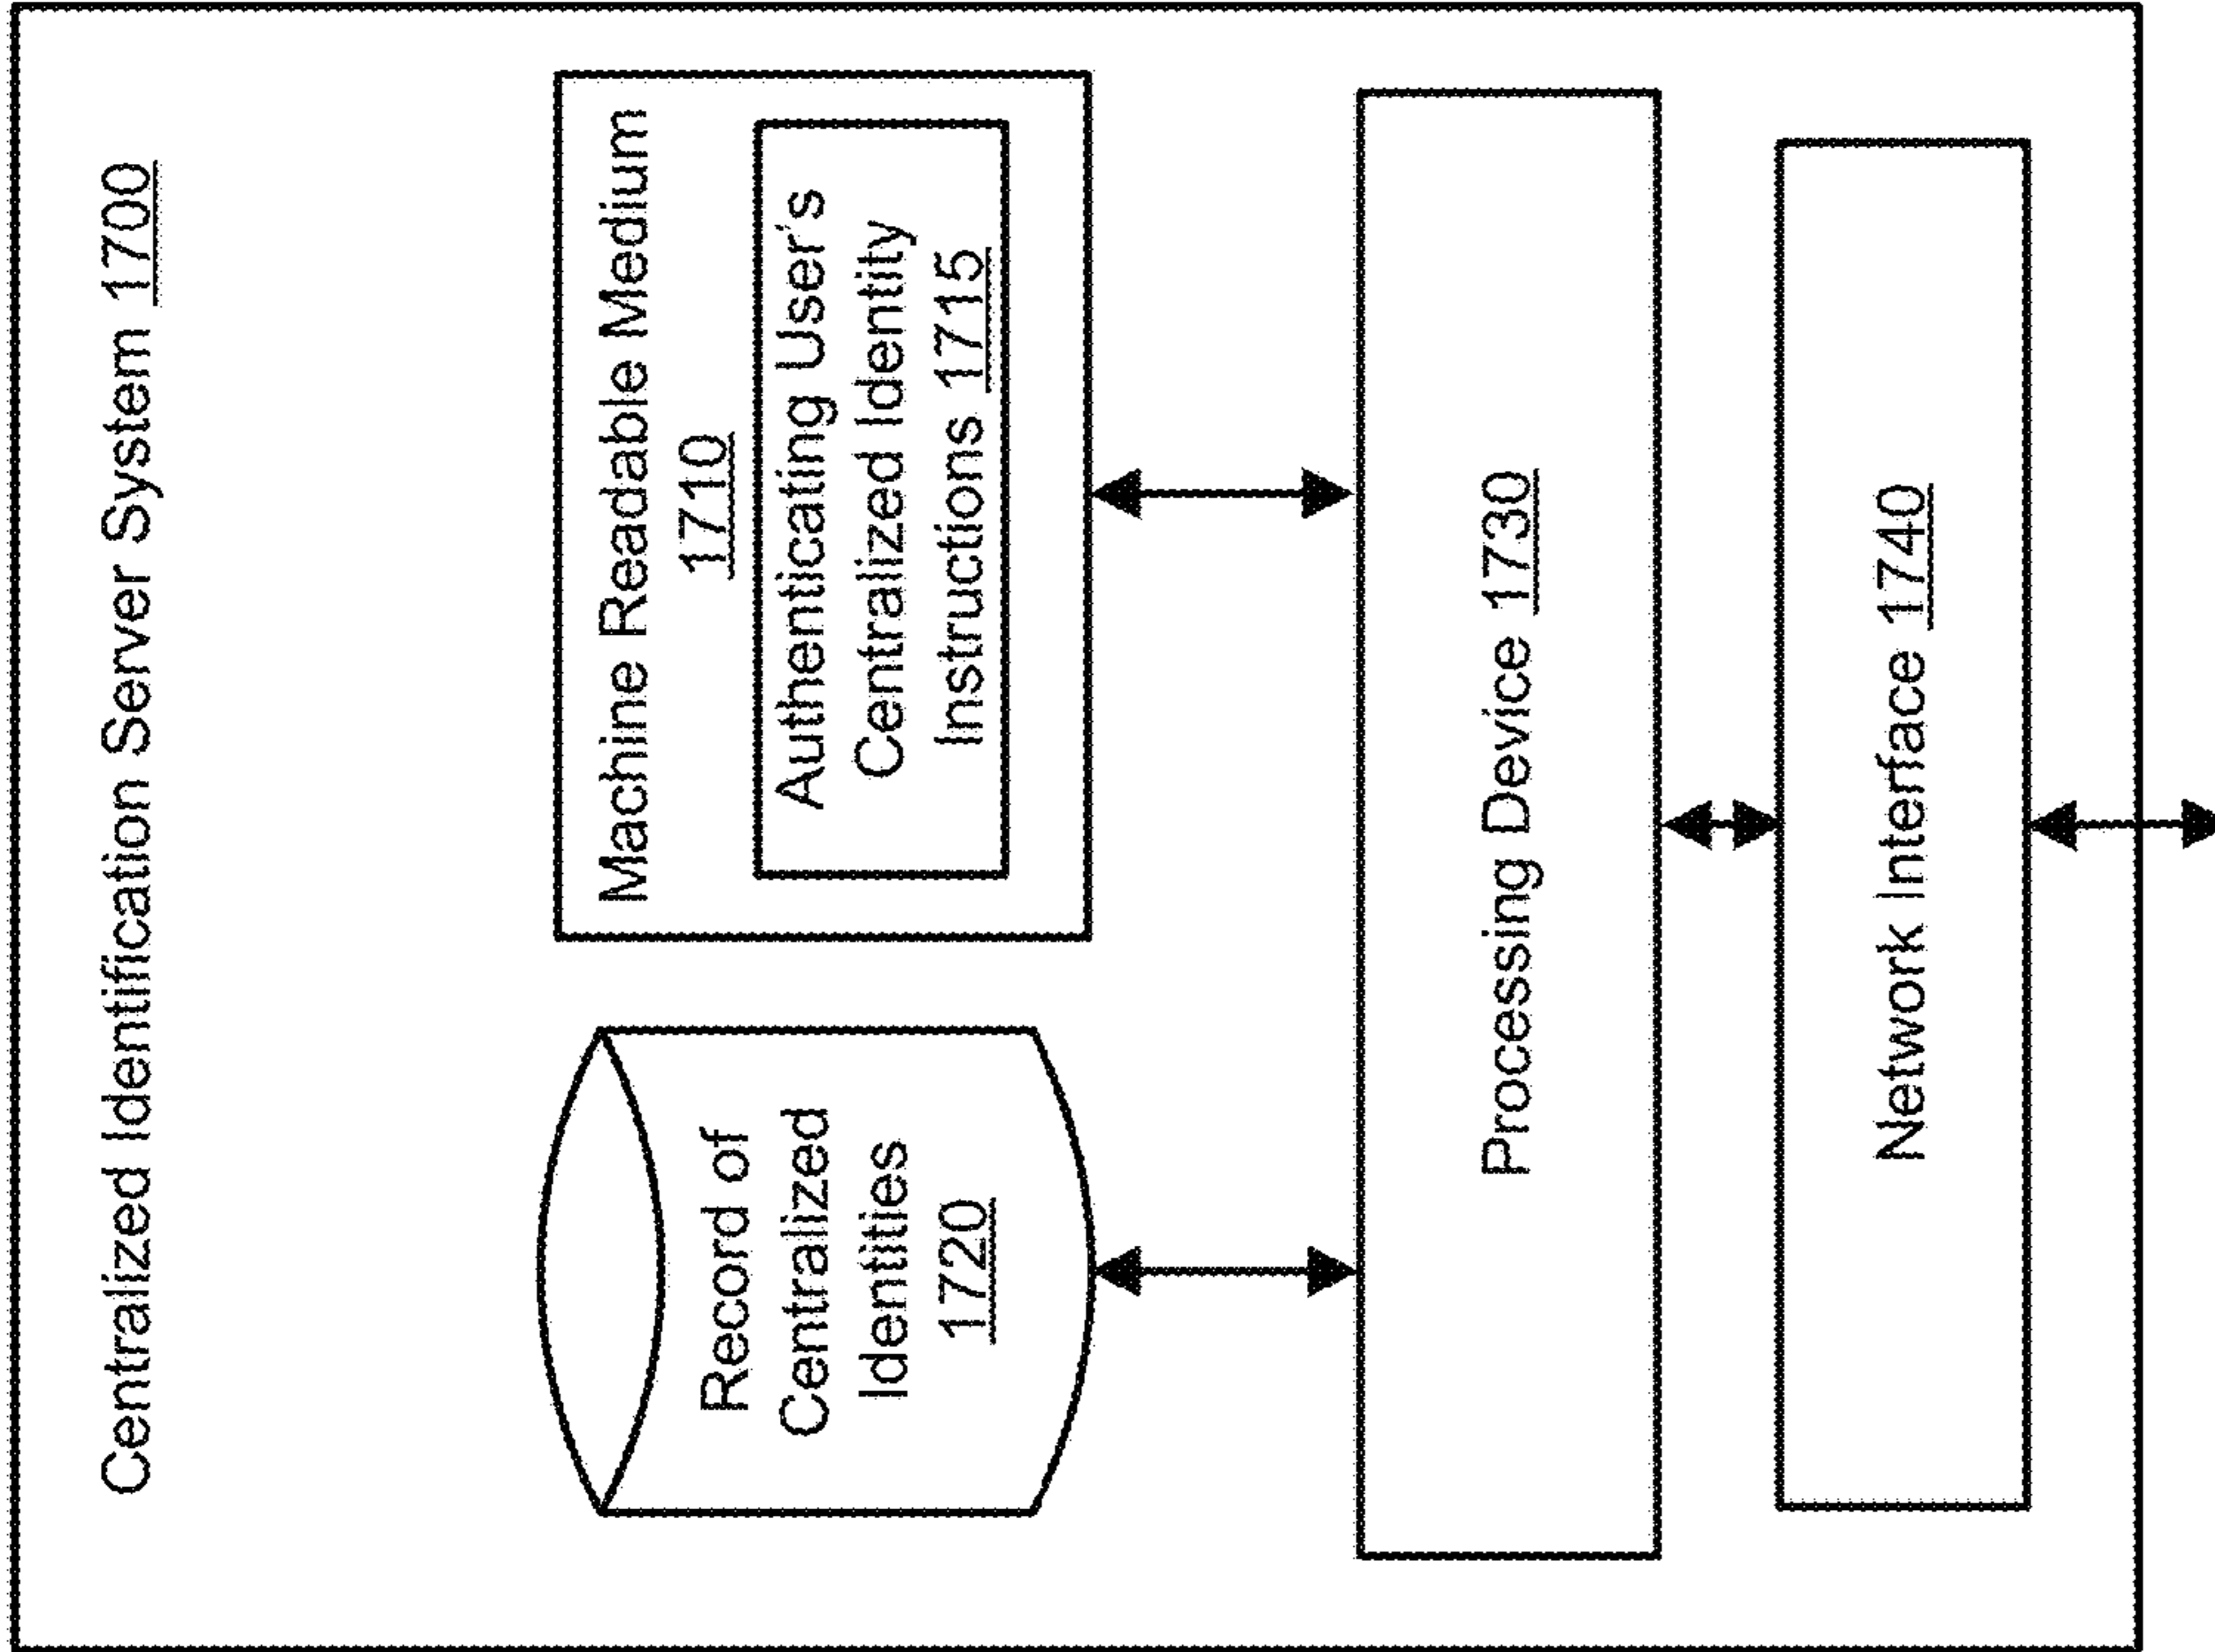 Centralized Identification Server System 1700
Record of
Centralized
Identities
1720
Machine Readable Medium
1710
Authenticating User's
Centralized Identity
Instructions 1715
Processing Device 1730
Network Interface 1740